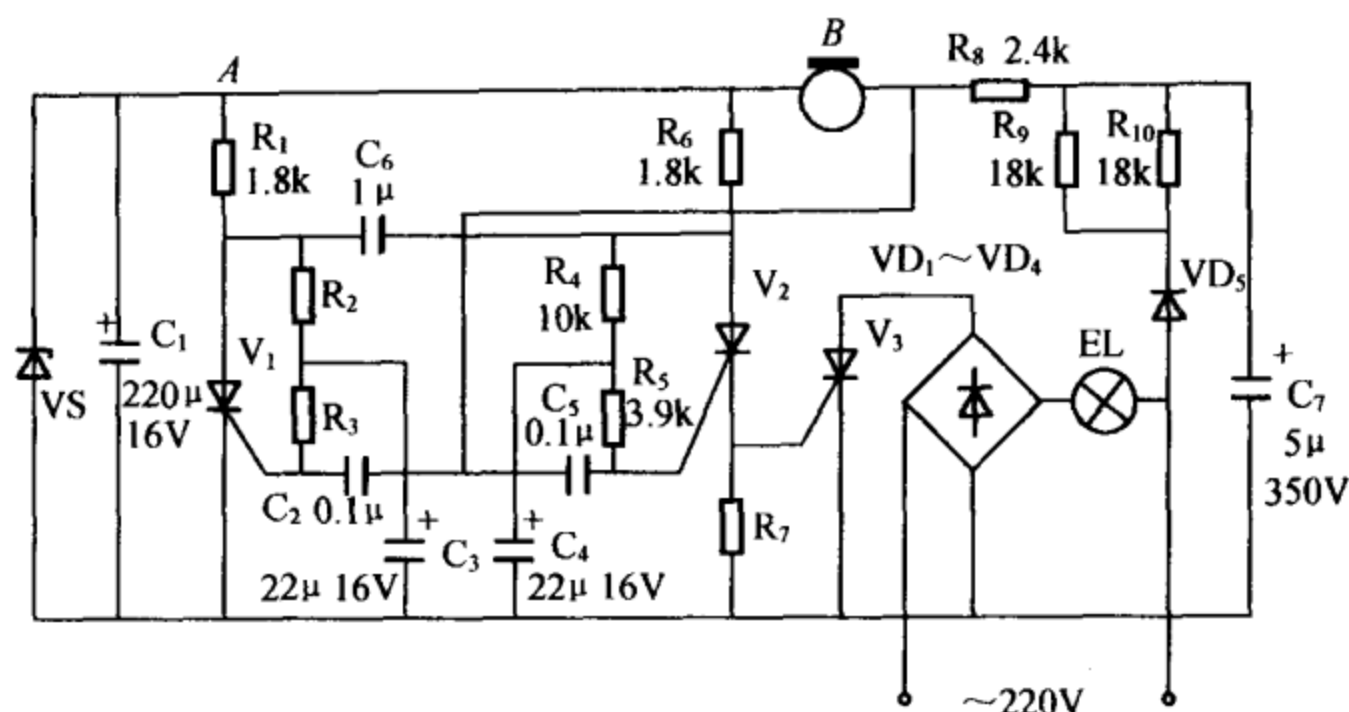 A
B
R₈ 2.4k
R₁
1.8k
C₆
1μ
R₆
1.8k
R₉
18k
R₁₀
18k
VS
C₁
220μ
16V
V₁
R₂
R₃
R₄
10k
R₅
3.9k
C₅
0.1μ
V₂
VD₁～VD₄
V₃
EL
VD₅
C₇
5μ
350V
C₂ 0.1μ
C₃
22μ 16V
C₄
22μ 16V
R₇
～220V